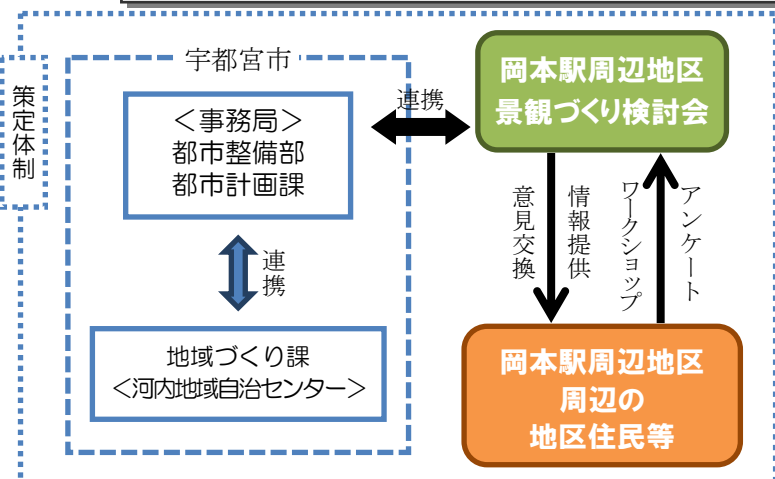 策定体制
宇都宮市
＜事務局＞
都市整備部
都市計画課
連携
地域づくり課
＜河内地域自治センター＞
連携
岡本駅周辺地区
景観づくり検討会
意見交換
情報提供
ワークショップ
アンケート
岡本駅周辺地区
周辺の
地区住民等